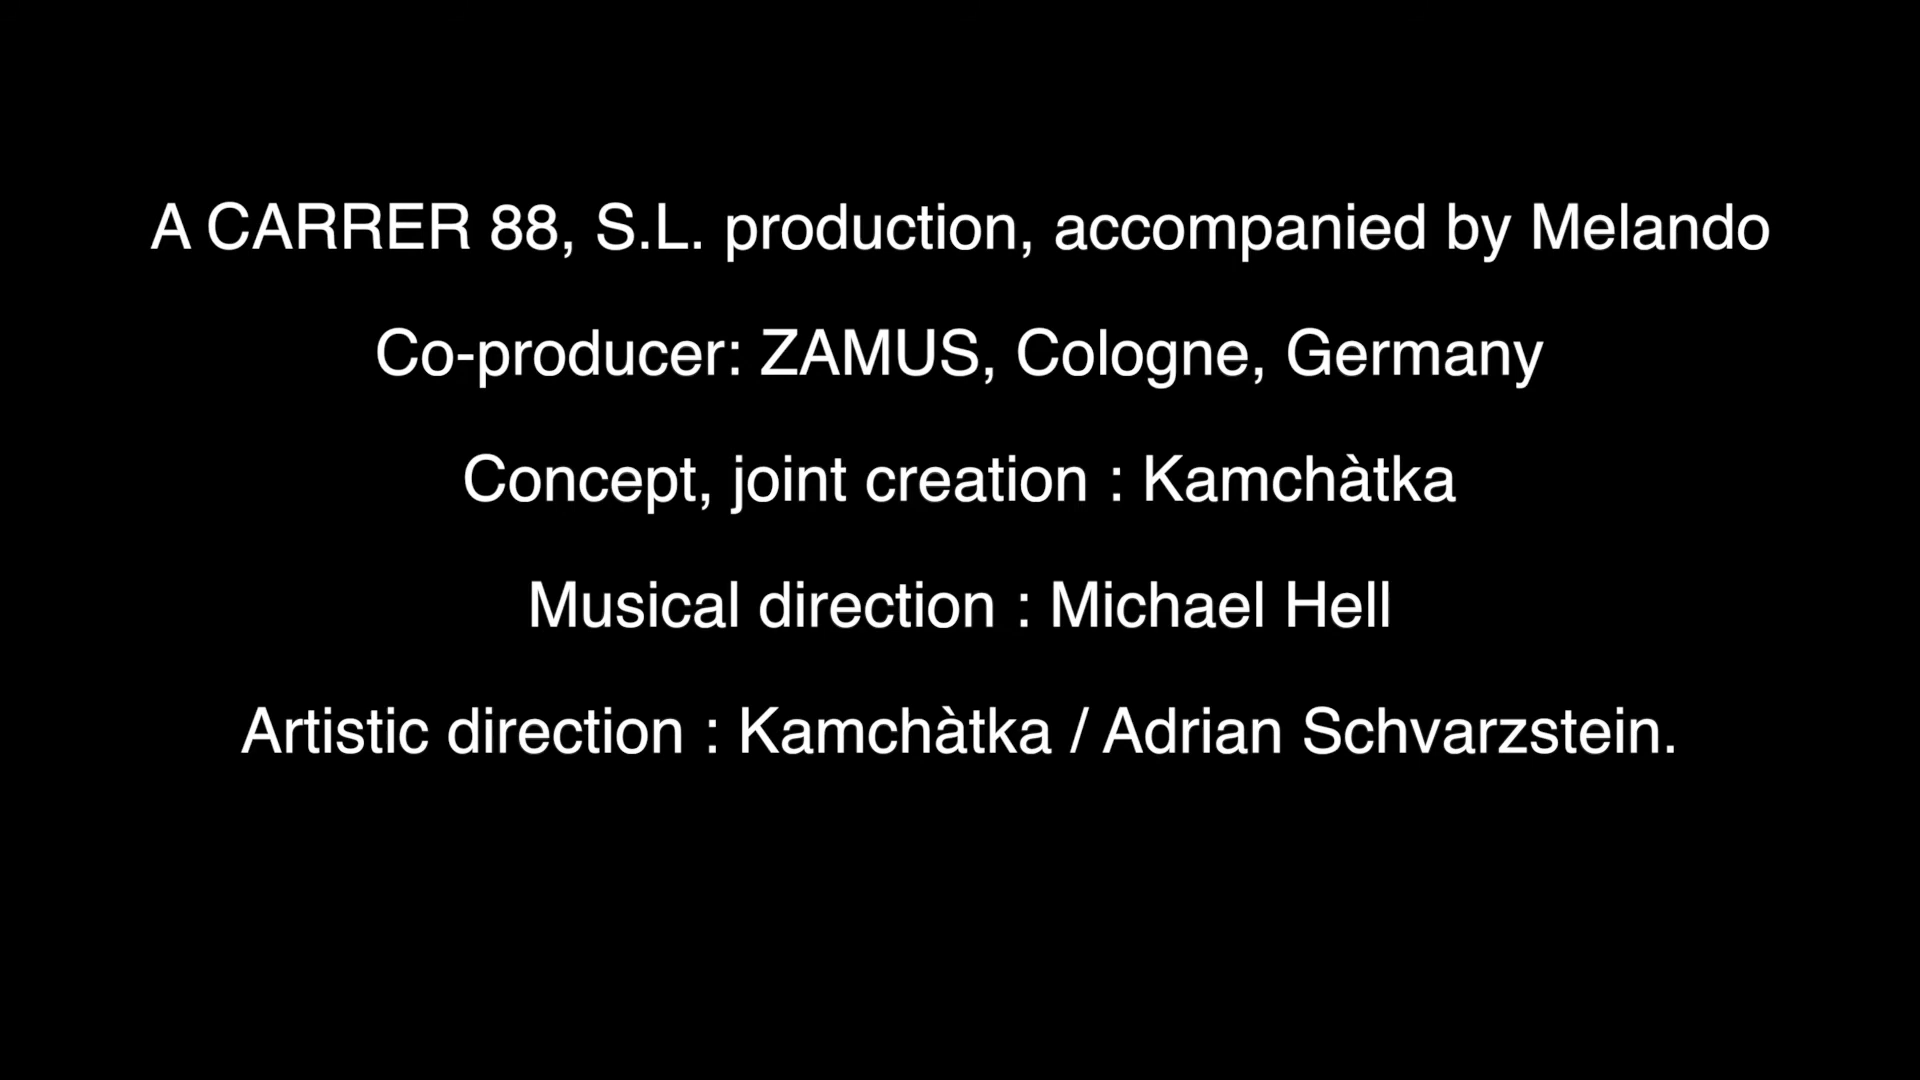 A CARRER 88, S.L. production, accompanied by Melando
Co-producer: ZAMUS, Cologne, Germany
Concept, joint creation : Kamchàtka
Musical direction : Michael Hell
Artistic direction : Kamchàtka / Adrian Schvarzstein.